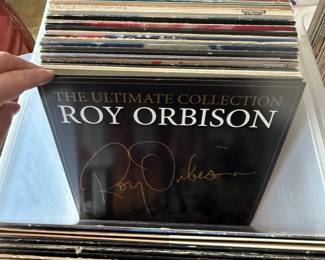 THE ULTIMATE COLLECTION
ROY ORBISON
Roy Orbison